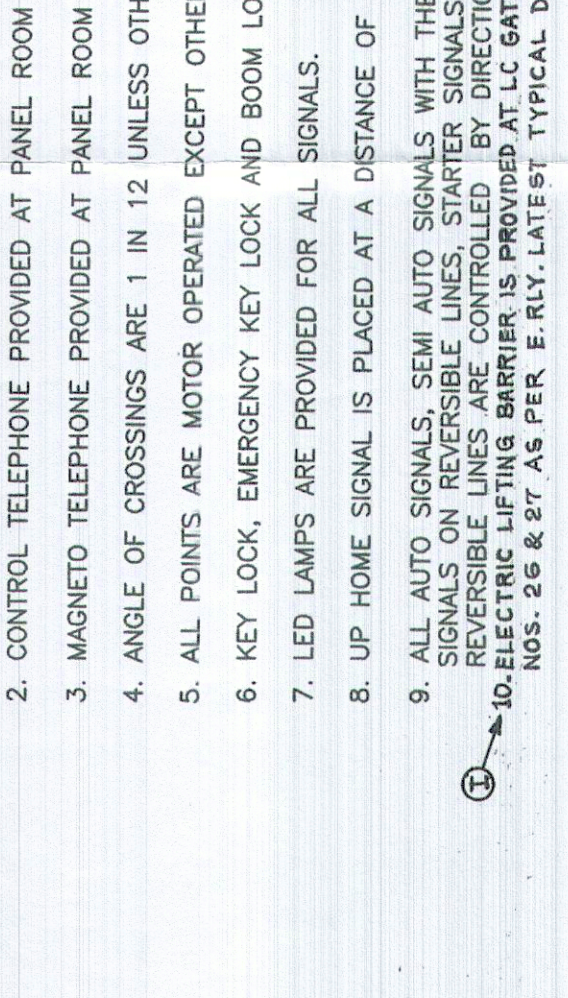 2. CONTROL TELEPHONE PROVIDED AT PANEL ROOM
3. MAGNETO TELEPHONE PROVIDED AT PANEL ROOM
4. ANGLE OF CROSSINGS ARE 1 IN 12 UNLESS OTH
5. ALL POINTS ARE MOTOR OPERATED EXCEPT OTHE
6. KEY LOCK, EMERGENCY KEY LOCK AND BOOM LO
7. LED LAMPS ARE PROVIDED FOR ALL SIGNALS.
8. UP HOME SIGNAL IS PLACED AT A DISTANCE OF
9. ALL AUTO SIGNALS, SEMI AUTO SIGNALS WITH THE
SIGNALS ON REVERSIBLE LINES, STARTER SIGNALS
REVERSIBLE LINES ARE CONTROLLED BY DIRECTIO
I 10. ELECTRIC LIFTING BARRIER IS PROVIDED AT LC GAT
NOS. 26 & 27 AS PER E. RLY. LATEST TYPICAL D